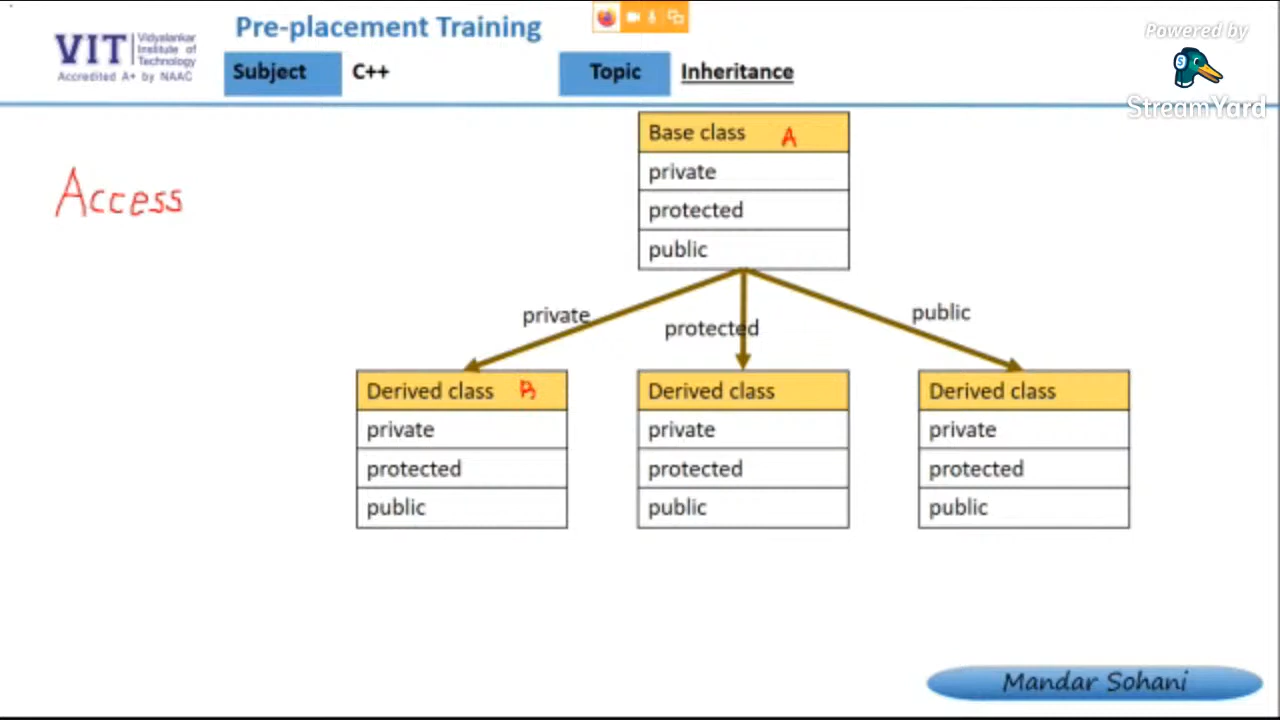 Pre-placement Training
VIT
Vidyalankar
Institute of
Technology
Accredited A+ by NAAC
Subject C++ Topic Inheritance
Powered by
StreamYard
Base class A
private
protected
public
Access
private protected public
Derived class B
private
protected
public
Derived class
private
protected
public
Derived class
private
protected
public
Mandar Sohani